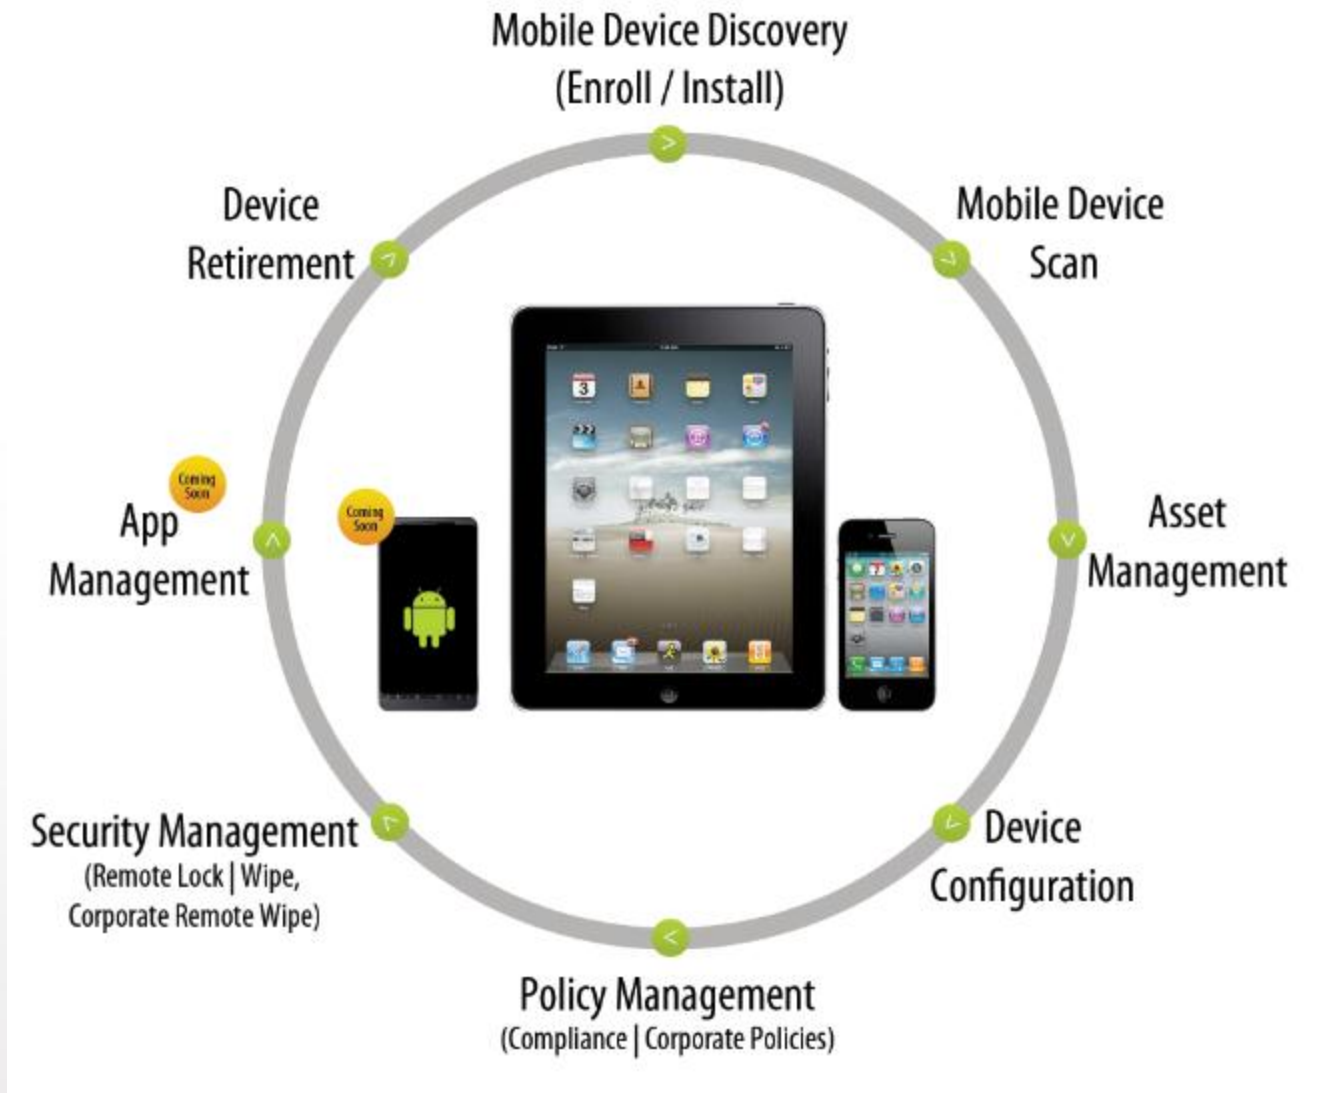 Mobile Device Discovery
(Enroll / Install)
Mobile Device
Scan
Asset
Management
Device
Configuration
Policy Management
(Compliance | Corporate Policies)
Security Management
(Remote Lock | Wipe,
Corporate Remote Wipe)
Coming
Soon
App
Management
Device
Retirement
Coming
Soon
3